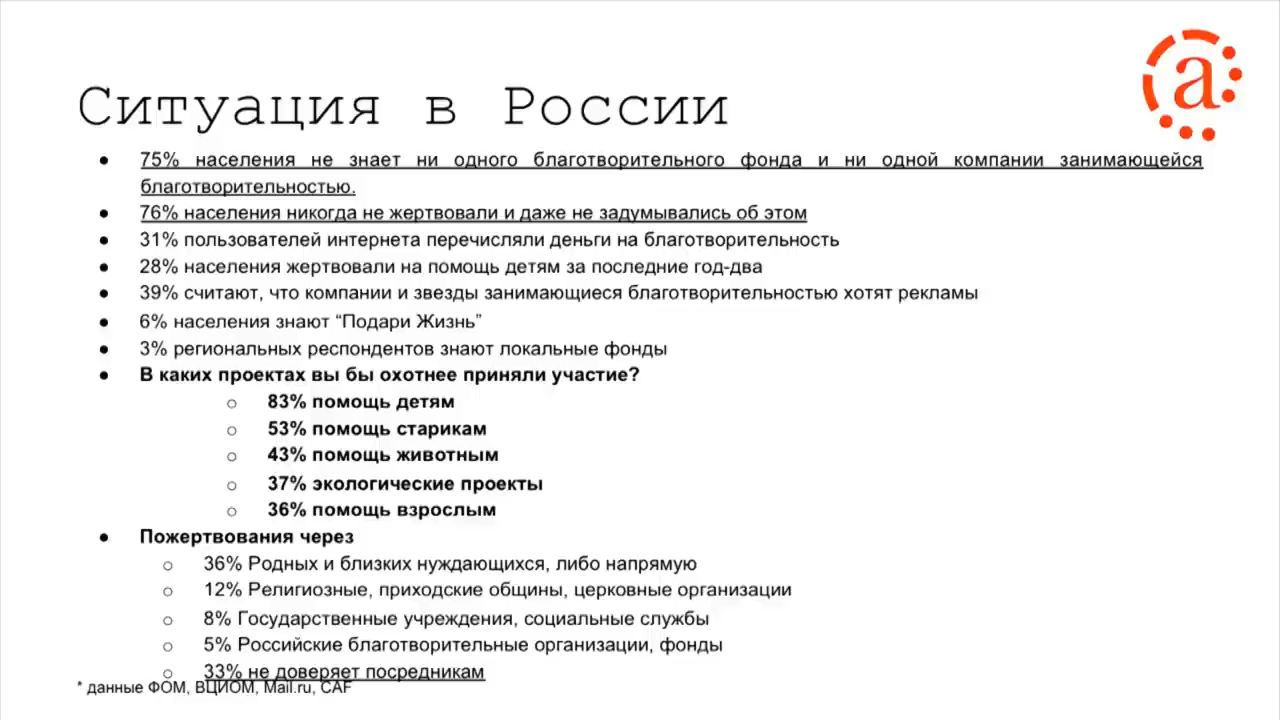 a
Ситуация в России
● 75% населения не знает ни одного благотворительного фонда и ни одной компании занимающейся
благотворительностью.
● 76% населения никогда не жертвовали и даже не задумывались об этом
● 31% пользователей интернета перечисляли деньги на благотворительность
● 28% населения жертвовали на помощь детям за последние год-два
● 39% считают, что компании и звезды занимающиеся благотворительностью хотят рекламы
● 6% населения знают “Подари Жизнь”
● 3% региональных респондентов знают локальные фонды
● В каких проектах вы бы охотнее приняли участие?
○ 83% помощь детям
○ 53% помощь старикам
○ 43% помощь животным
○ 37% экологические проекты
○ 36% помощь взрослым
● Пожертвования через
○ 36% Родных и близких нуждающихся, либо напрямую
○ 12% Религиозные, приходские общины, церковные организации
○ 8% Государственные учреждения, социальные службы
○ 5% Российские благотворительные организации, фонды
○ 33% не доверяет посредникам
* данные ФОМ, ВЦИОМ, Mail.ru, CAF